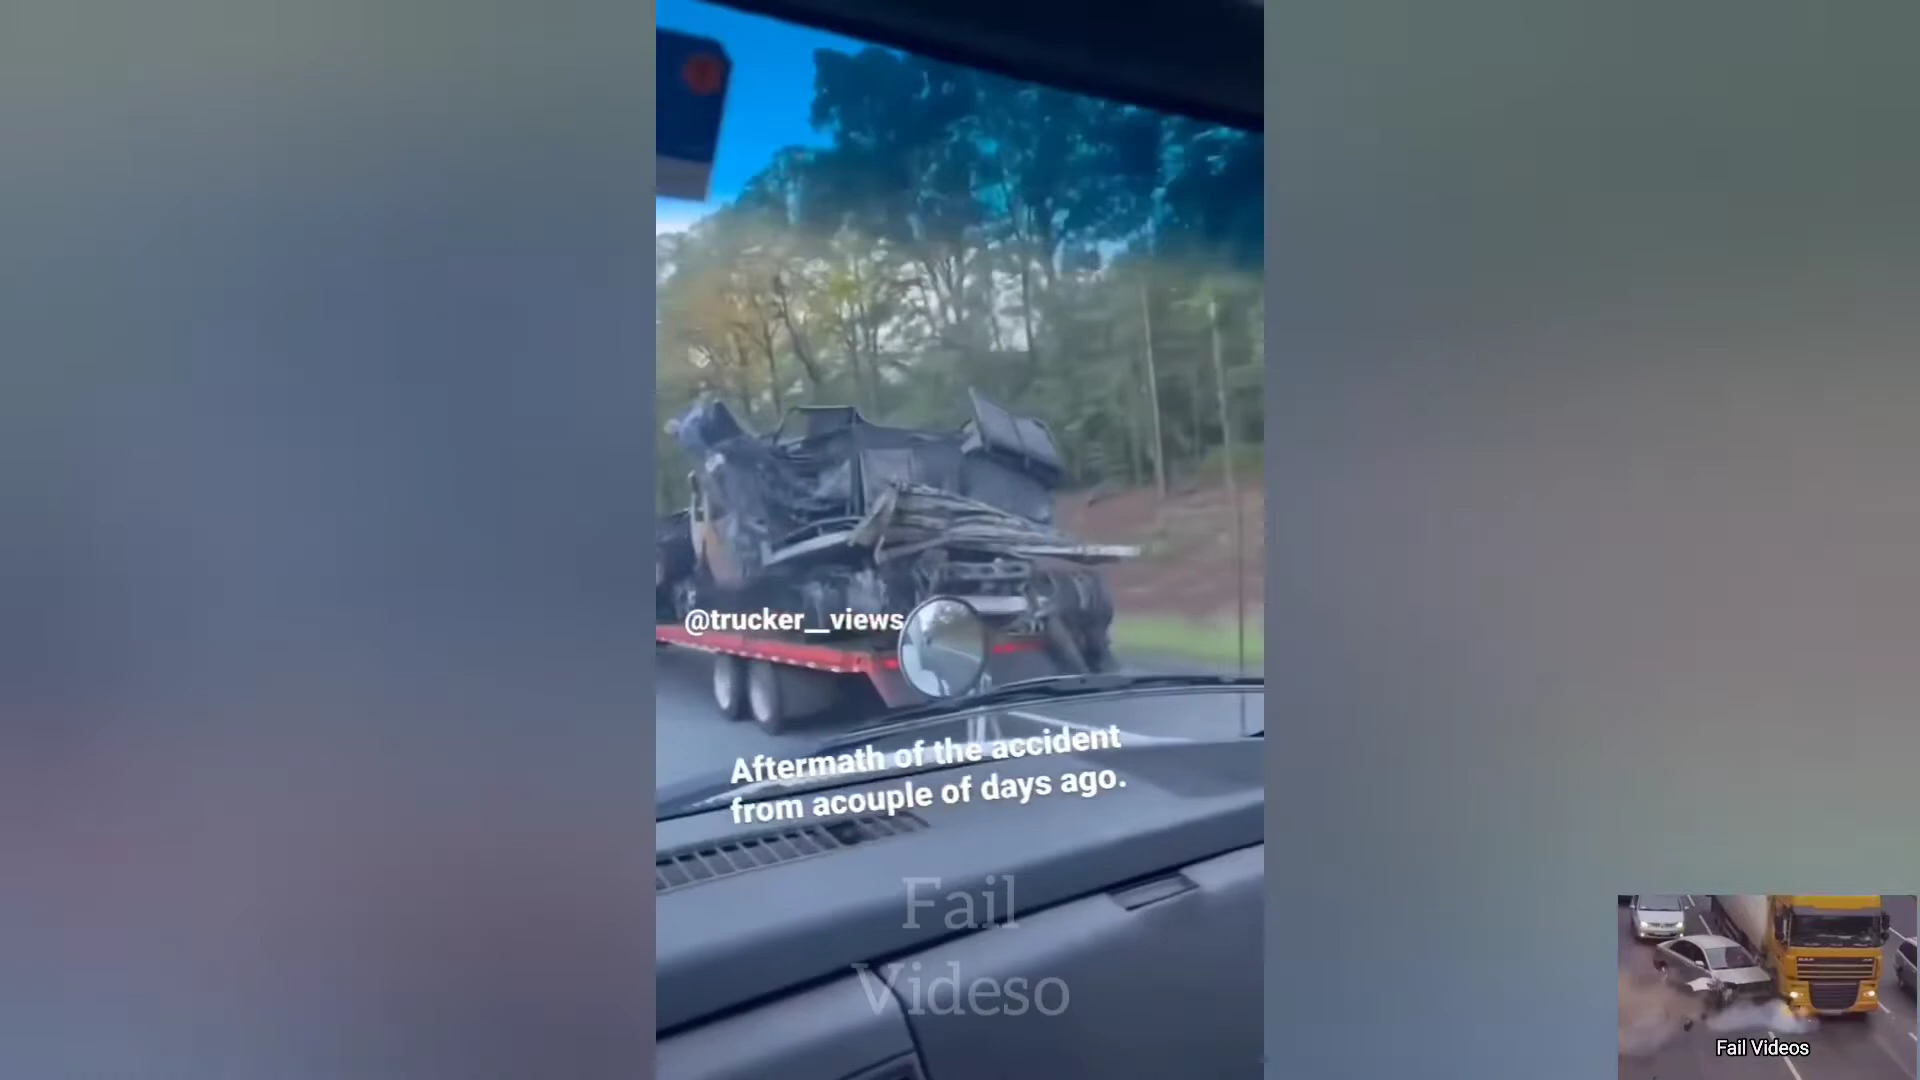 @trucker__views
Aftermath of the accident
from acouple of days ago.
Fail
Videso
Fail Videos